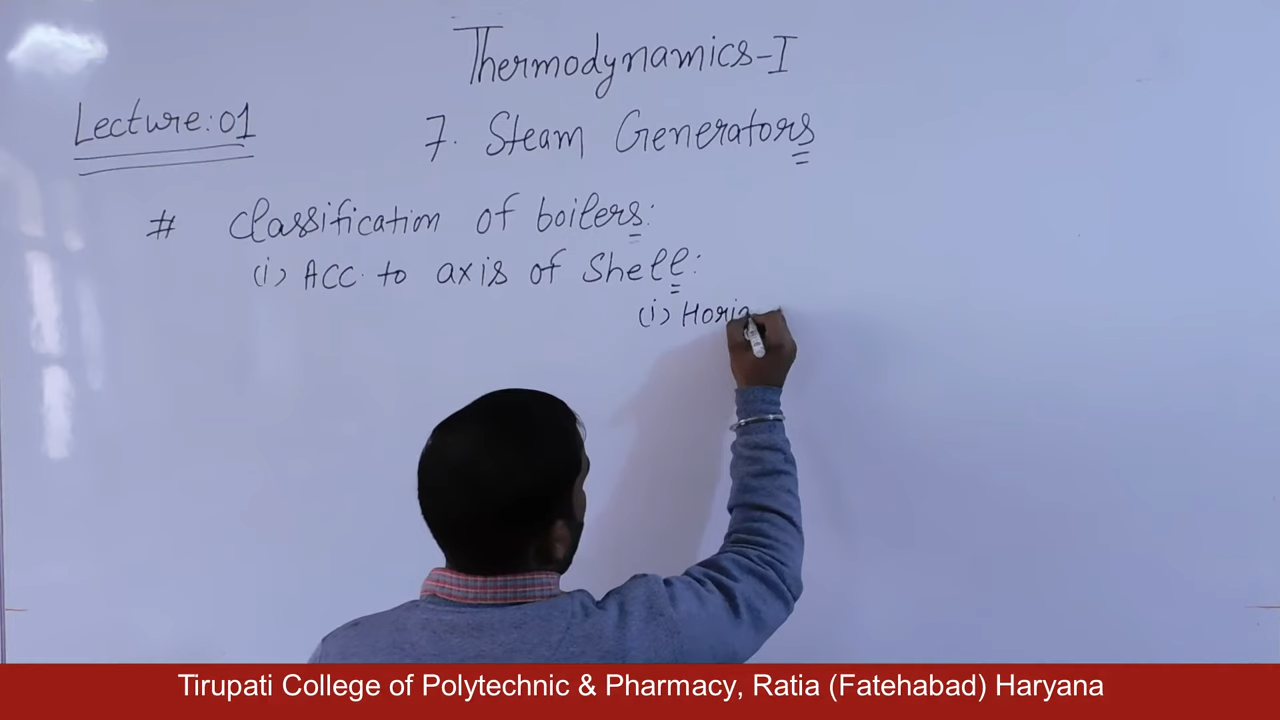 Thermodynamics-I
Lecture:01
7. Steam Generators
# Classification of boilers:
(i) Acc. to axis of Shell:
(i) Hori
Tirupati College of Polytechnic & Pharmacy, Ratia (Fatehabad) Haryana